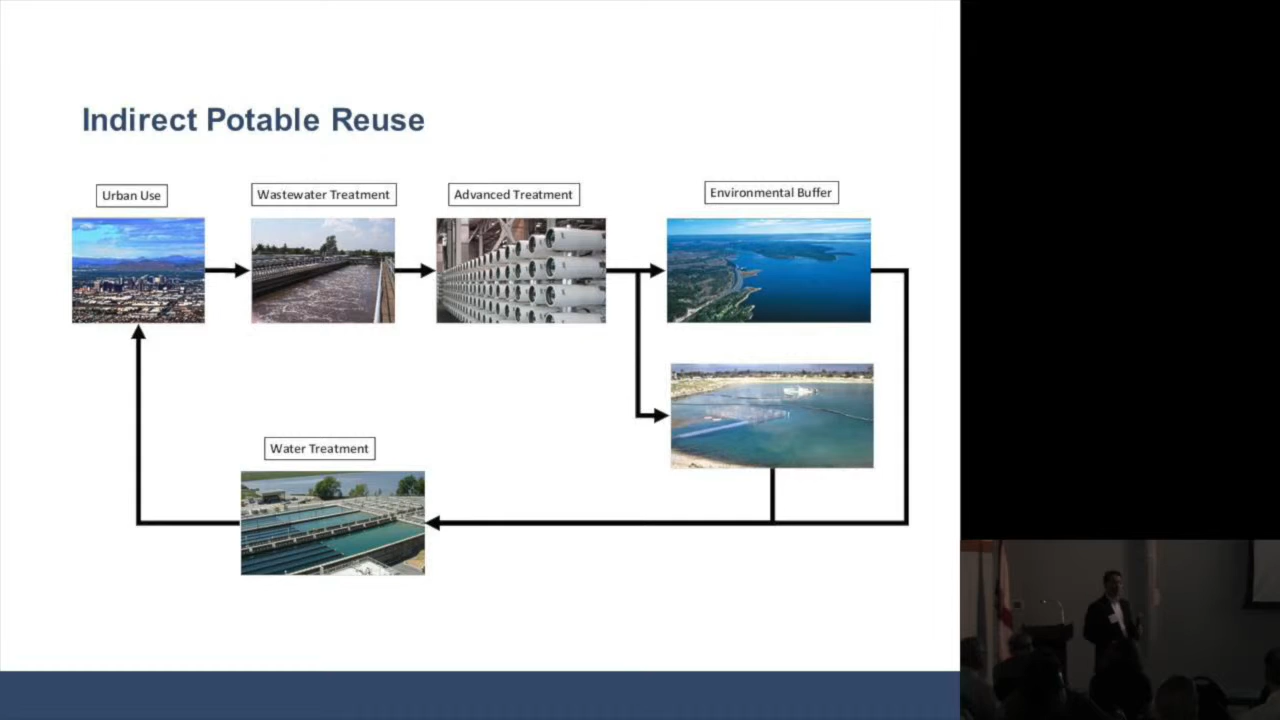 Indirect Potable Reuse
Urban Use
Wastewater Treatment
Advanced Treatment
Environmental Buffer
Water Treatment